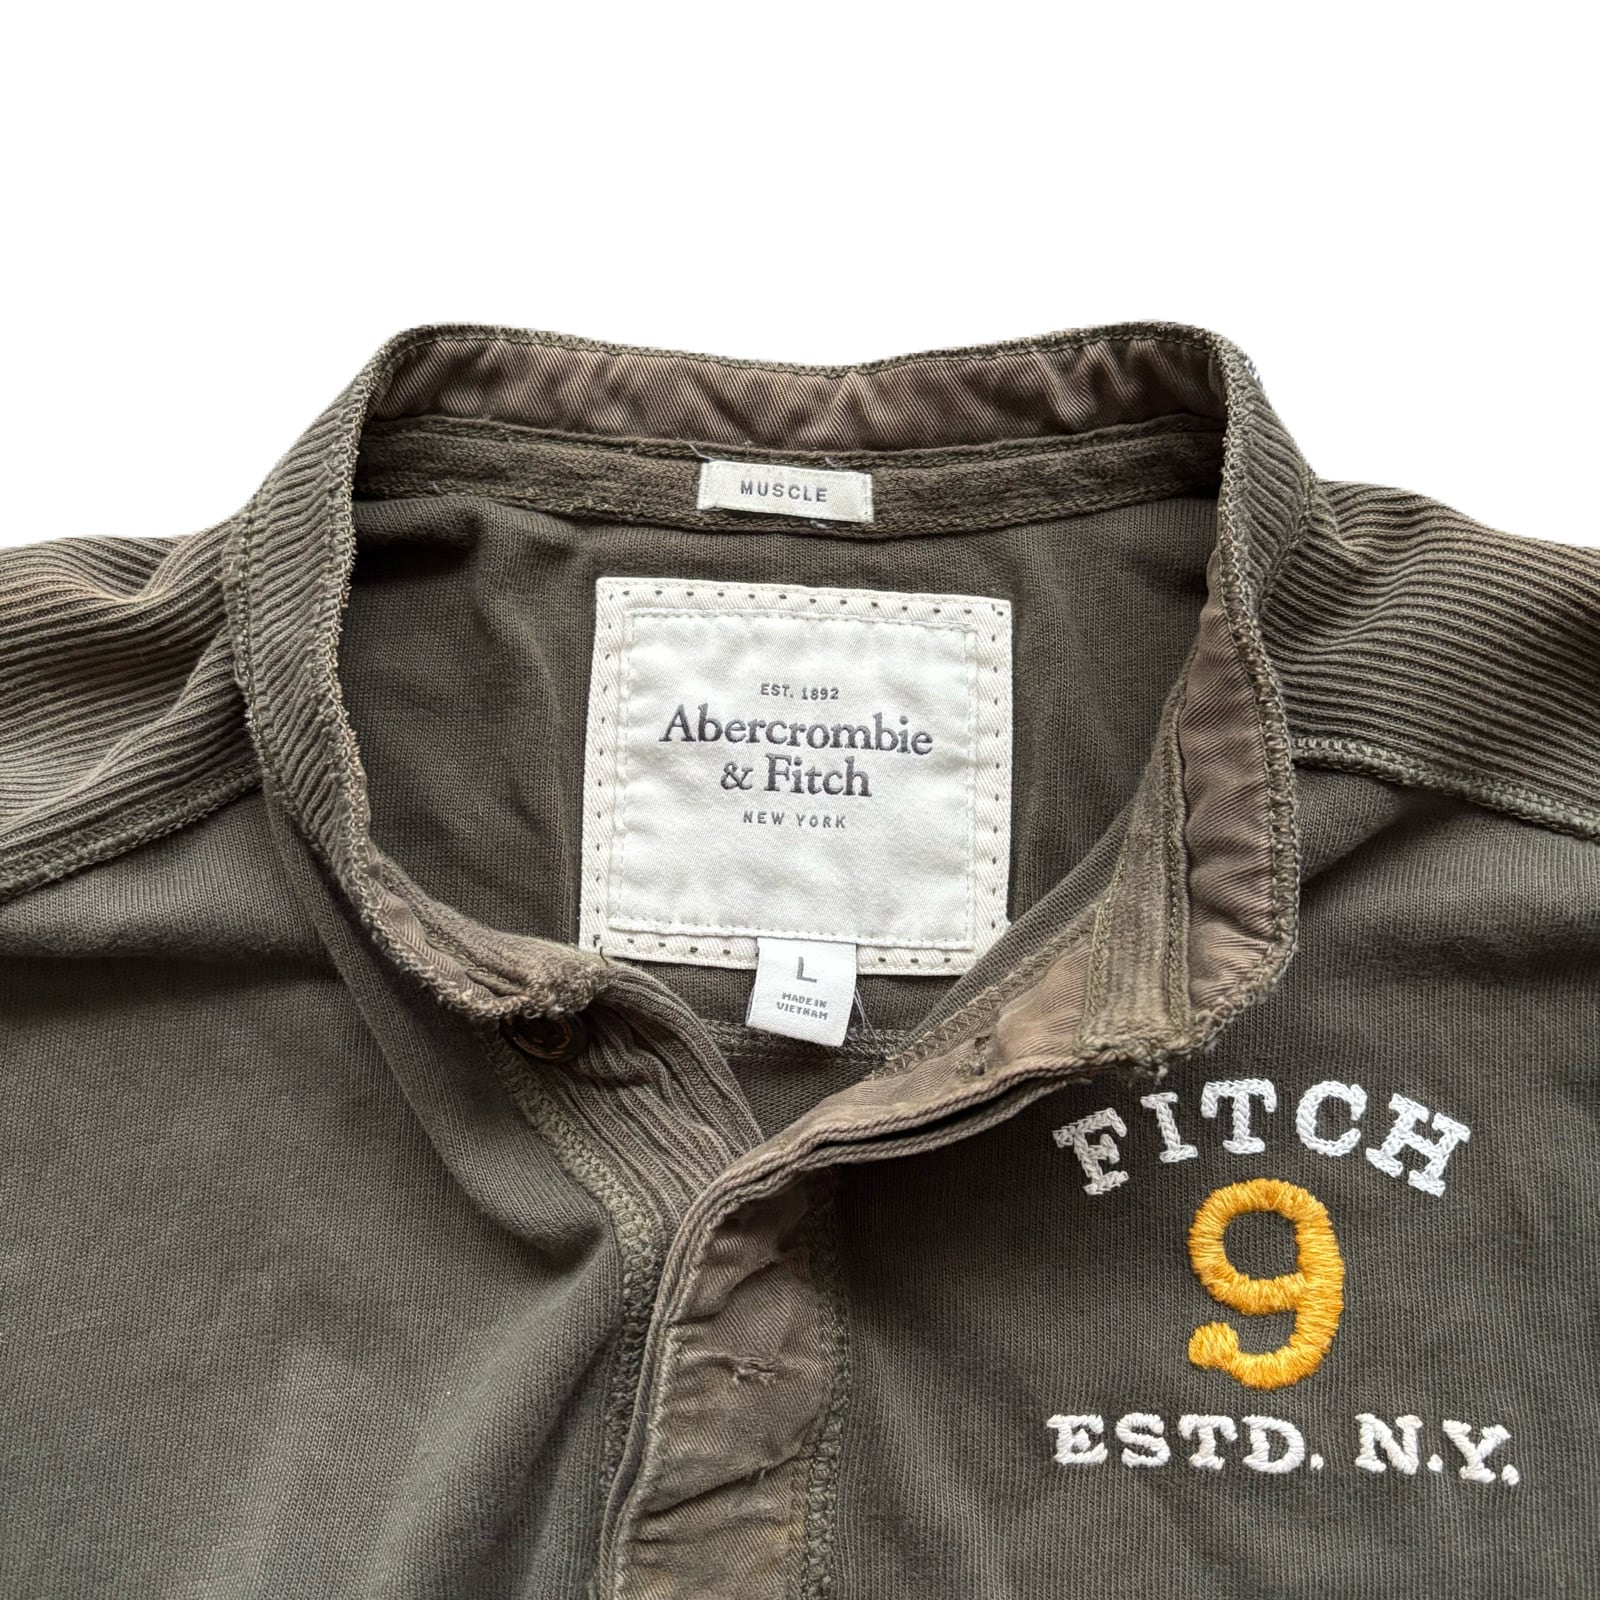 MUSCLE
EST. 1892
Abercrombie
& Fitch
NEW YORK
L
MADE IN
VIETNAM
FITCH
9
ESTD. N.Y.